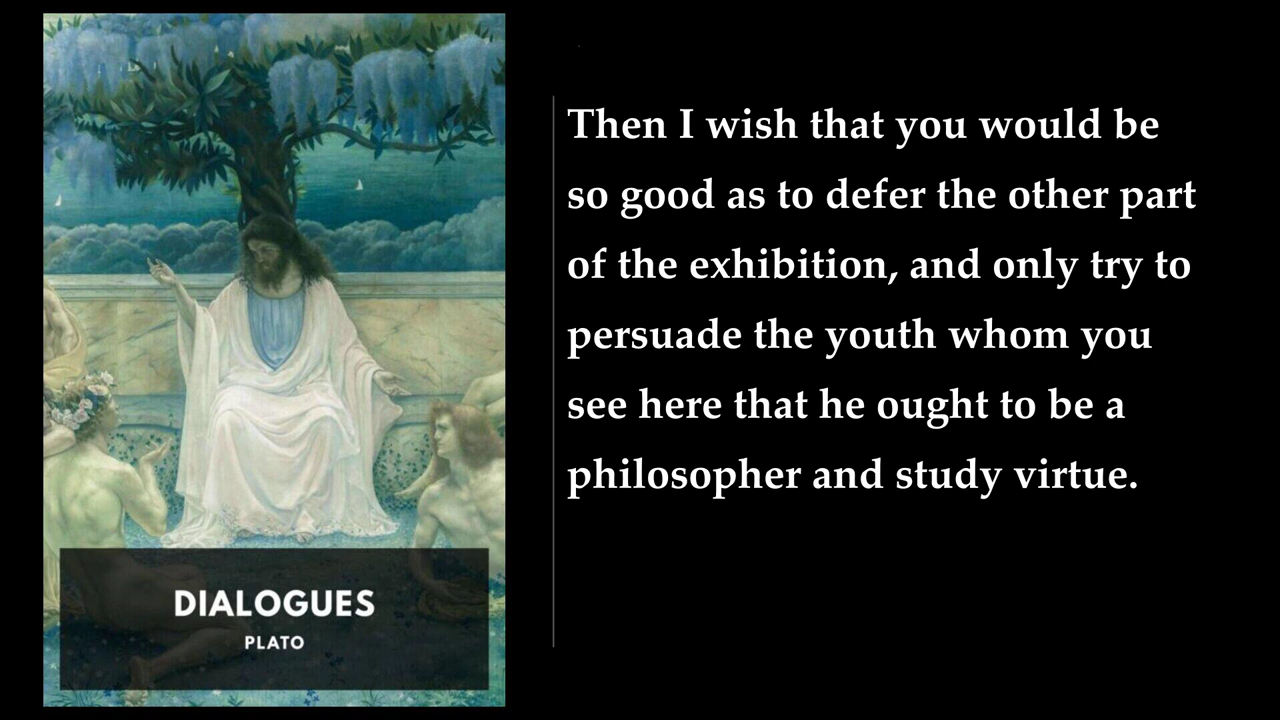 Then I wish that you would be
so good as to defer the other part
of the exhibition, and only try to
persuade the youth whom you
see here that he ought to be a
philosopher and study virtue.
DIALOGUES
PLATO